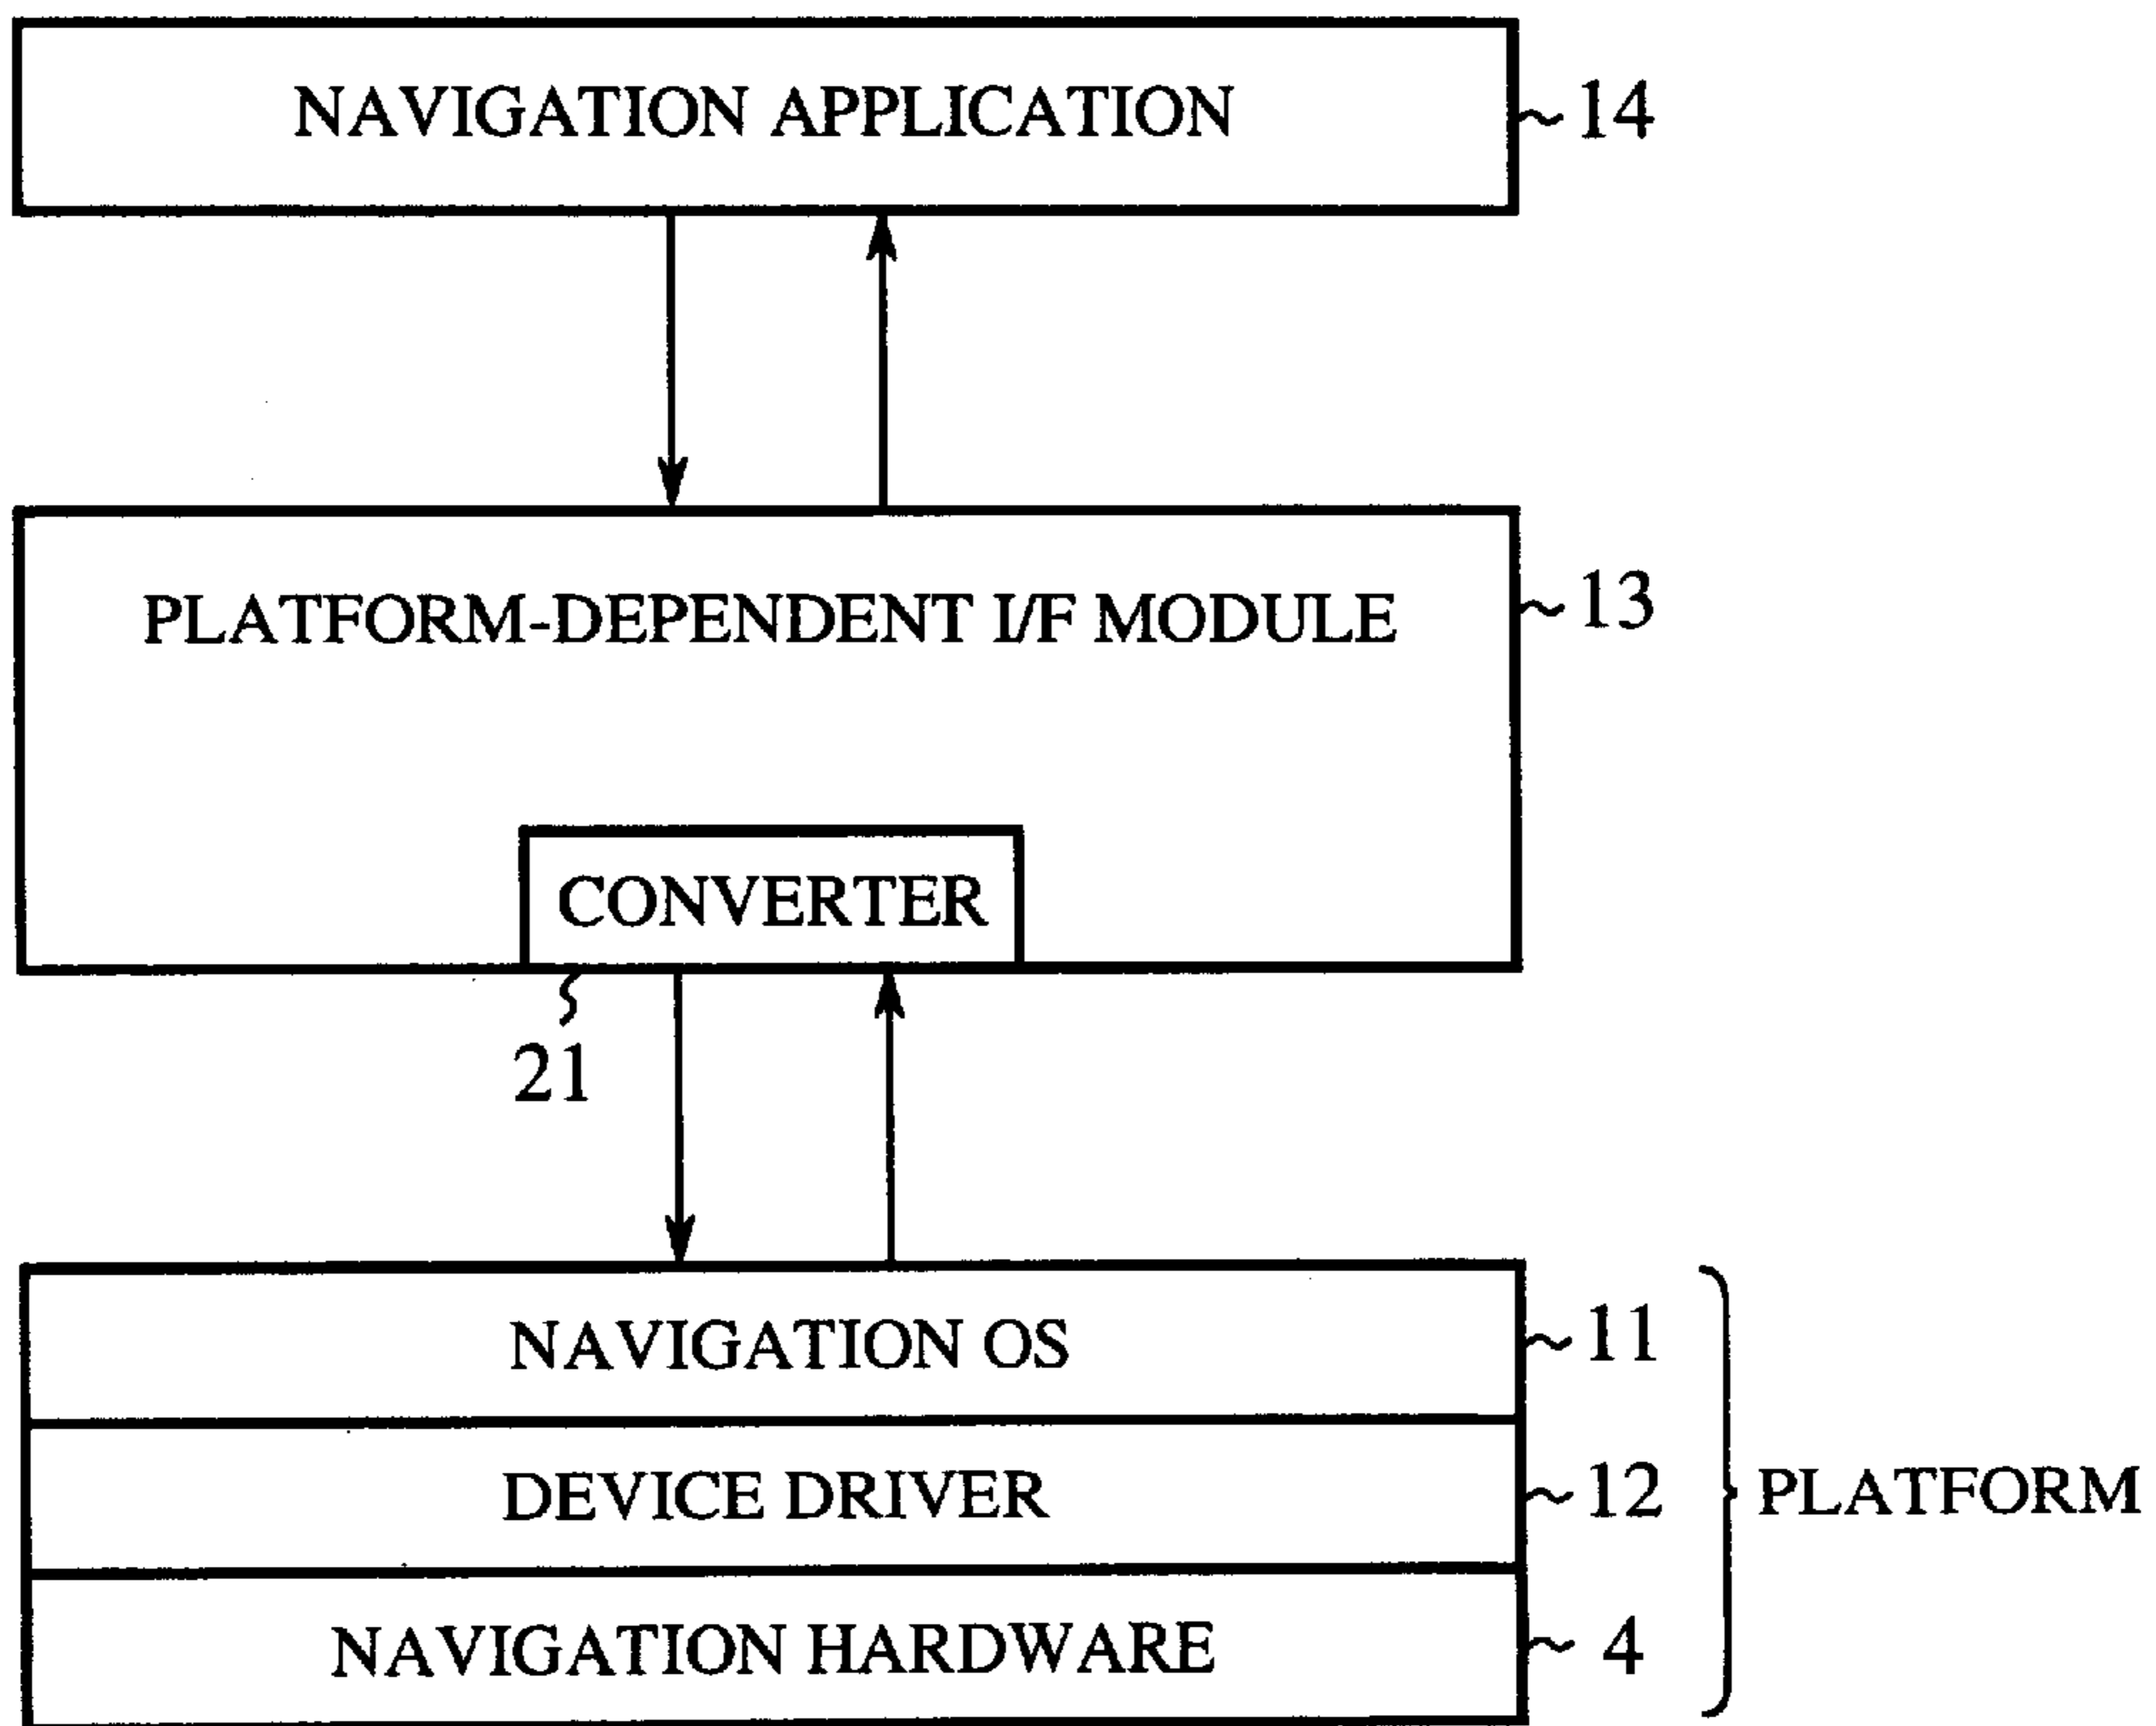 NAVIGATION APPLICATION
14
PLATFORM-DEPENDENT I/F MODULE
13
CONVERTER
21
NAVIGATION OS
11
DEVICE DRIVER
12
PLATFORM
NAVIGATION HARDWARE
4